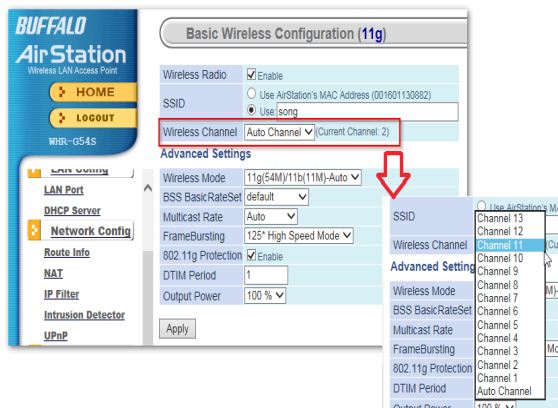 BUFFALO
AirStation
Wireless LAN Access Point
HOME
LOGOUT
WHR-G54S
LAN Config
LAN Port
DHCP Server
Network Config
Route Info
NAT
IP Filter
Intrusion Detector
UPnP
Basic Wireless Configuration (11g)
Wireless Radio Enable
SSID Use AirStation's MAC Address (001601130882)
Use: song
Wireless Channel Auto Channel (Current Channel: 2)
Advanced Settings
Wireless Mode 11g(54M)/11b(11M)-Auto
BSS BasicRateSet default
Multicast Rate Auto
FrameBursting 125* High Speed Mode
802.11g Protection Enable
DTIM Period 1
Output Power 100 %
Apply
SSID Use AirStation's M
Wireless Channel
Advanced Setting
Wireless Mode
BSS BasicRateSet
Multicast Rate
FrameBursting
802.11g Protection
DTIM Period
Output Power 100 %
Channel 13
Channel 12
Channel 11 (Cu
Channel 10
Channel 9
Channel 8 M)-
Channel 7
Channel 6
Channel 5
Channel 4
Channel 3 Mo
Channel 2
Channel 1
Auto Channel